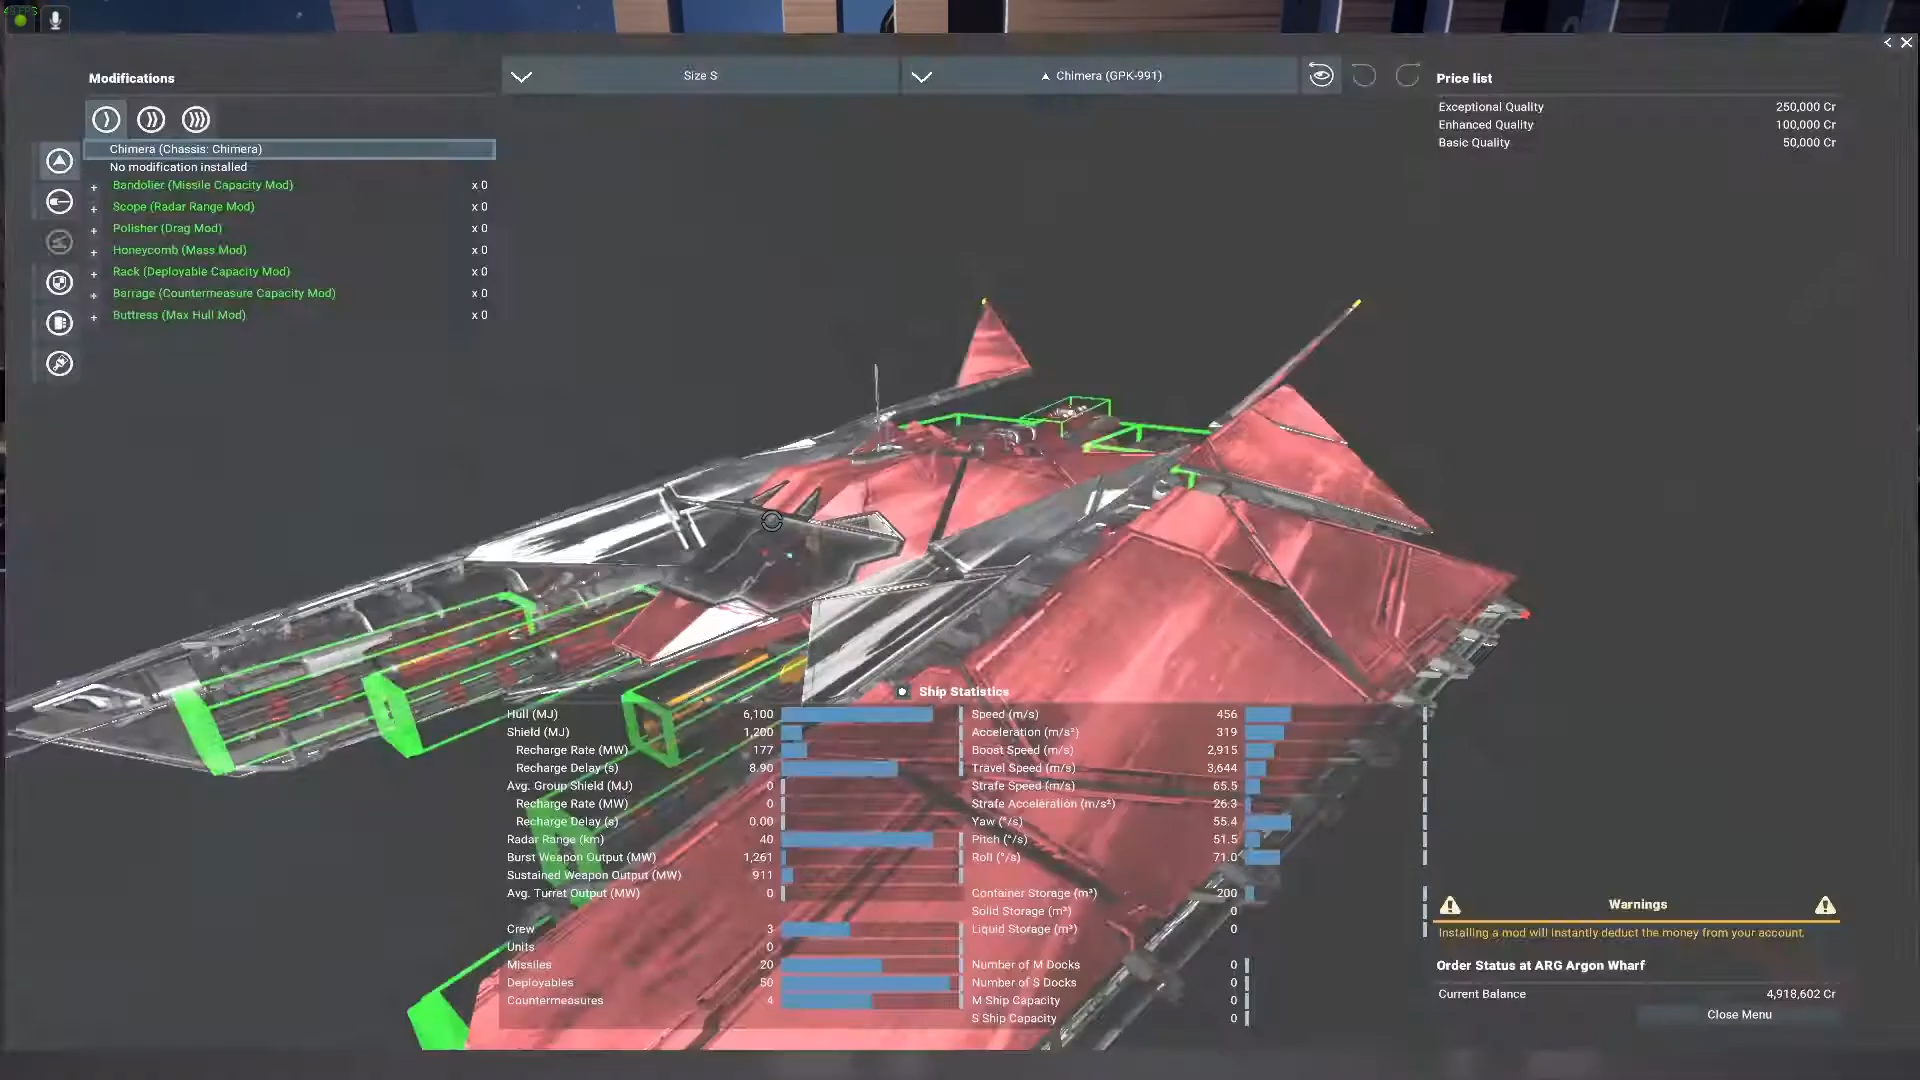 Modifications
Size S
Chimera (GPK-991)
Price list
Exceptional Quality 250,000 Cr
Enhanced Quality 100,000 Cr
Basic Quality 50,000 Cr
Chimera (Chassis: Chimera)
No modification installed
+ Bandolier (Missile Capacity Mod) x 0
+ Scope (Radar Range Mod) x 0
+ Polisher (Drag Mod) x 0
+ Honeycomb (Mass Mod) x 0
+ Rack (Deployable Capacity Mod) x 0
+ Barrage (Countermeasure Capacity Mod) x 0
+ Buttress (Max Hull Mod) x 0
Ship Statistics
Hull (MJ) 6,100
Shield (MJ) 1,200
Recharge Rate (MW) 177
Recharge Delay (s) 8.90
Avg. Group Shield (MJ) 0
Recharge Rate (MW) 0
Recharge Delay (s) 0.00
Radar Range (km) 40
Burst Weapon Output (MW) 1,261
Sustained Weapon Output (MW) 911
Avg. Turret Output (MW) 0
Crew 3
Units 0
Missiles 20
Deployables 50
Countermeasures 4
Speed (m/s) 456
Acceleration (m/s²) 319
Boost Speed (m/s) 2,915
Travel Speed (m/s) 3,644
Strafe Speed (m/s) 65.5
Strafe Acceleration (m/s²) 26.3
Yaw (°/s) 55.4
Pitch (°/s) 51.5
Roll (°/s) 71.0
Container Storage (m³) 200
Solid Storage (m³) 0
Liquid Storage (m³) 0
Number of M Docks 0
Number of S Docks 0
M Ship Capacity 0
S Ship Capacity 0
Warnings
Installing a mod will instantly deduct the money from your account.
Order Status at ARG Argon Wharf
Current Balance 4,918,602 Cr
Close Menu